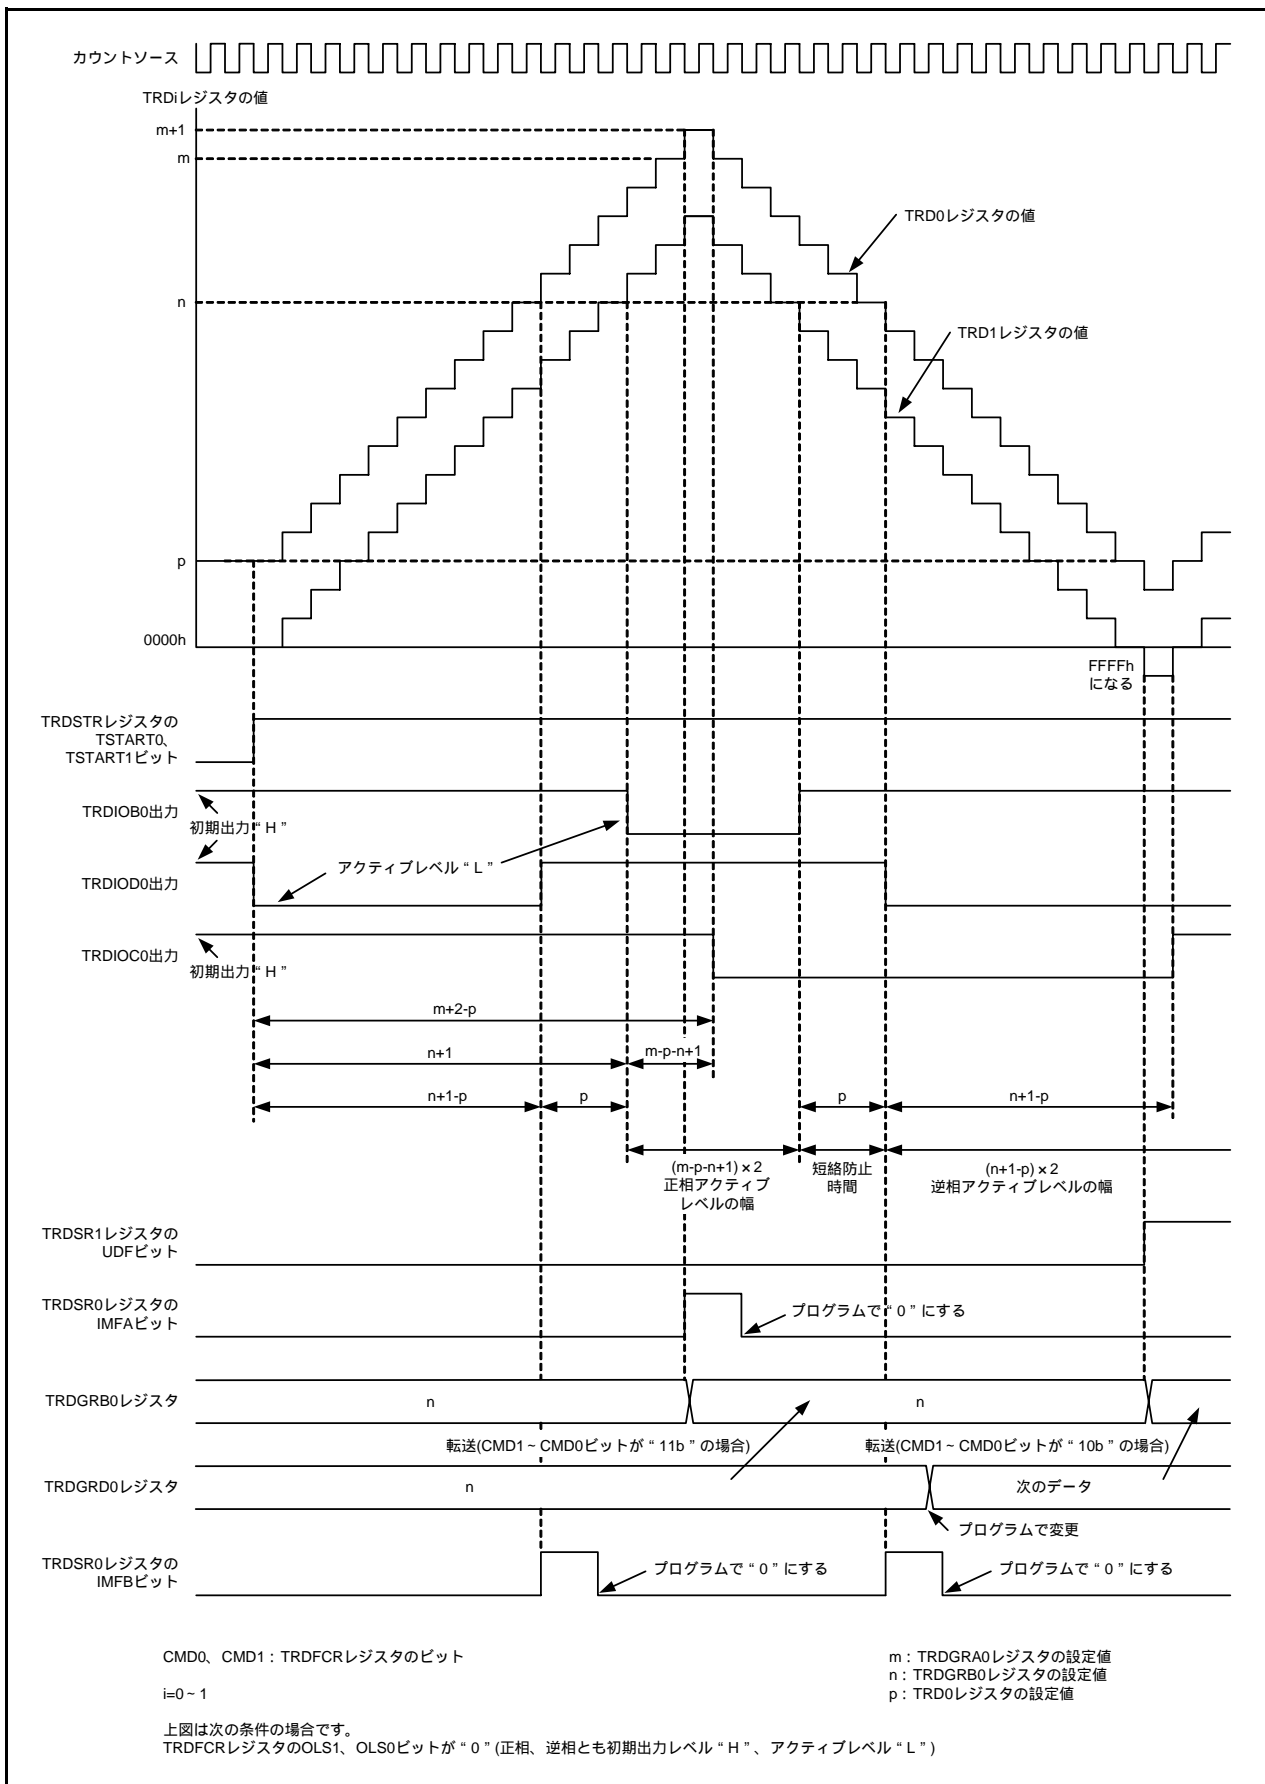 カウントソース
TRDiレジスタの値
m+1
m
TRD0レジスタの値
n
TRD1レジスタの値
p
0000h
FFFFh
になる
TRDSTRレジスタの
TSTART0、
TSTART1ビット
TRDIOB0出力
初期出力“H”
アクティブレベル“L”
TRDIOD0出力
TRDIOC0出力
初期出力“H”
m+2-p
n+1
m-p-n+1
n+1-p
p
p
n+1-p
(m-p-n+1)×2
正相アクティブ
レベルの幅
短絡防止
時間
(n+1-p)×2
逆相アクティブレベルの幅
TRDSR1レジスタの
UDFビット
TRDSR0レジスタの
IMFAビット
プログラムで“0”にする
TRDGRB0レジスタ
n
n
転送(CMD1~CMD0ビットが“11b”の場合)
転送(CMD1~CMD0ビットが“10b”の場合)
TRDGRD0レジスタ
n
次のデータ
プログラムで変更
TRDSR0レジスタの
IMFBビット
プログラムで“0”にする
プログラムで“0”にする
CMD0、CMD1:TRDFCRレジスタのビット
m:TRDGRA0レジスタの設定値
n:TRDGRB0レジスタの設定値
p:TRD0レジスタの設定値
i=0~1
上図は次の条件の場合です。
TRDFCRレジスタのOLS1、OLS0ビットが“0”(正相、逆相とも初期出力レベル“H”、アクティブレベル“L”)